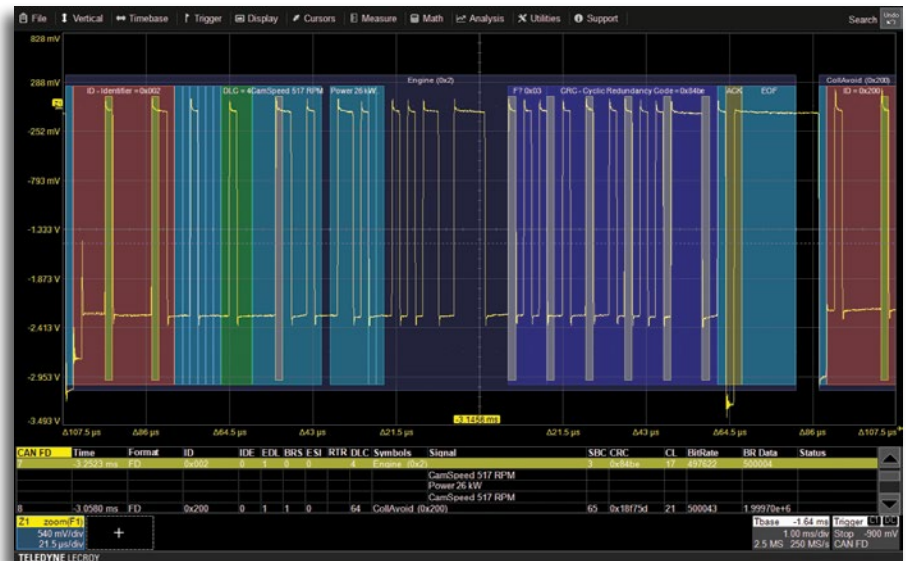 File Vertical Timebase Trigger Display Cursors Measure Math Analysis Utilities Support Search Undo
828 mV
Engine (0x2) CollAvoid (0x200)
288 mV
ID - Identifier =0x002 DLC = 4 CamSpeed 517 RPM Power 26 kW F? 0x03 CRC - Cyclic Redundancy Code =0x84be ACK EOF ID =0x200
Z1
-252 mV
-793 mV
-1.333 V
-1.873 V
-2.413 V
-2.953 V
-3.493 V
-3.1458 ms
Δ107.5 µs Δ86 µs Δ64.5 µs Δ43 µs Δ21.5 µs Δ21.5 µs Δ43 µs Δ64.5 µs Δ86 µs Δ107.5 µs
CAN FD Time Format ID IDE EDL BRS ESI RTR DLC Symbols Signal SBC CRC CL BitRate BR Data Status
7 -3.2523 ms FD 0x002 0 1 0 0 4 Engine (0x2) 3 0x84be 17 497622 500004
CamSpeed 517 RPM
Power 26 kW
CamSpeed 517 RPM
8 -3.0580 ms FD 0x200 0 1 1 0 64 CollAvoid (0x200) 65 0x18f75d 21 500043 1.99970e+6
Z1 zoom(F1) Tbase -1.64 ms Trigger C1 DC
540 mV/div + 1.00 ms/div Stop -900 mV
21.5 µs/div 2.5 MS 250 MS/s CAN FD
TELEDYNE LECROY